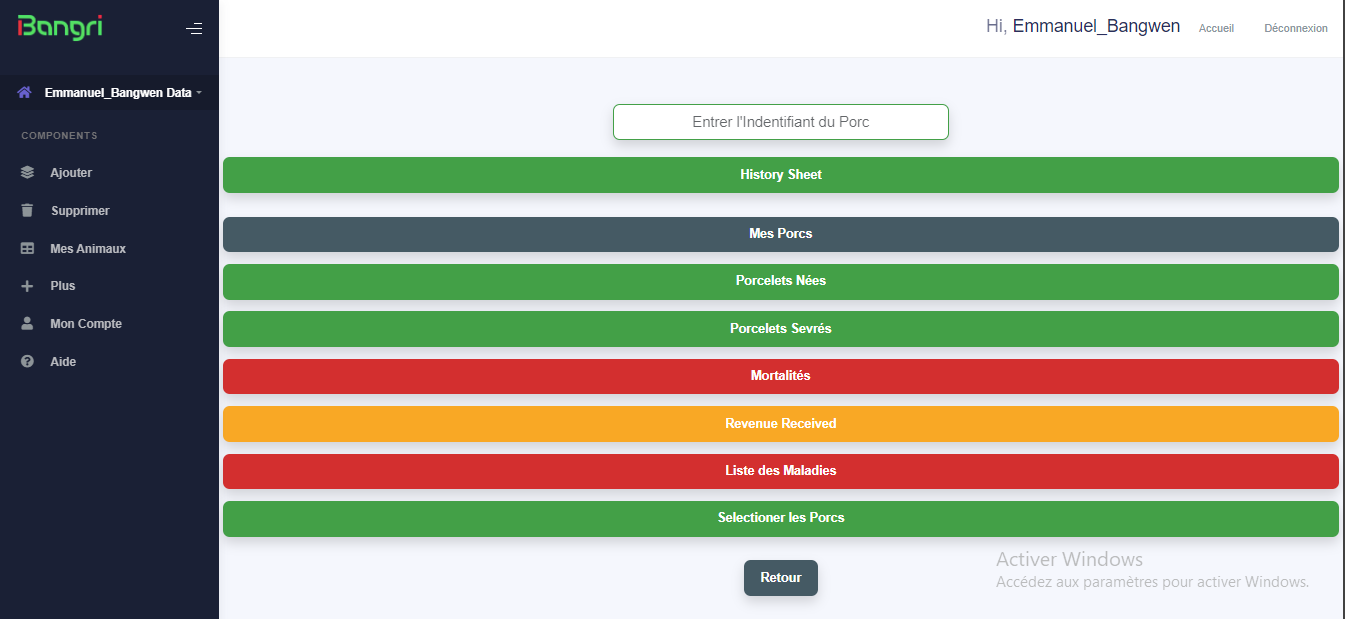 iBangri
Hi, Emmanuel_Bangwen
Accueil
Déconnexion
Emmanuel_Bangwen Data
COMPONENTS
Ajouter
Supprimer
Mes Animaux
Plus
Mon Compte
Aide
Entrer l'Indentifiant du Porc
History Sheet
Mes Porcs
Porcelets Nées
Porcelets Sevrés
Mortalités
Revenue Received
Liste des Maladies
Selectioner les Porcs
Retour
Activer Windows
Accédez aux paramètres pour activer Windows.